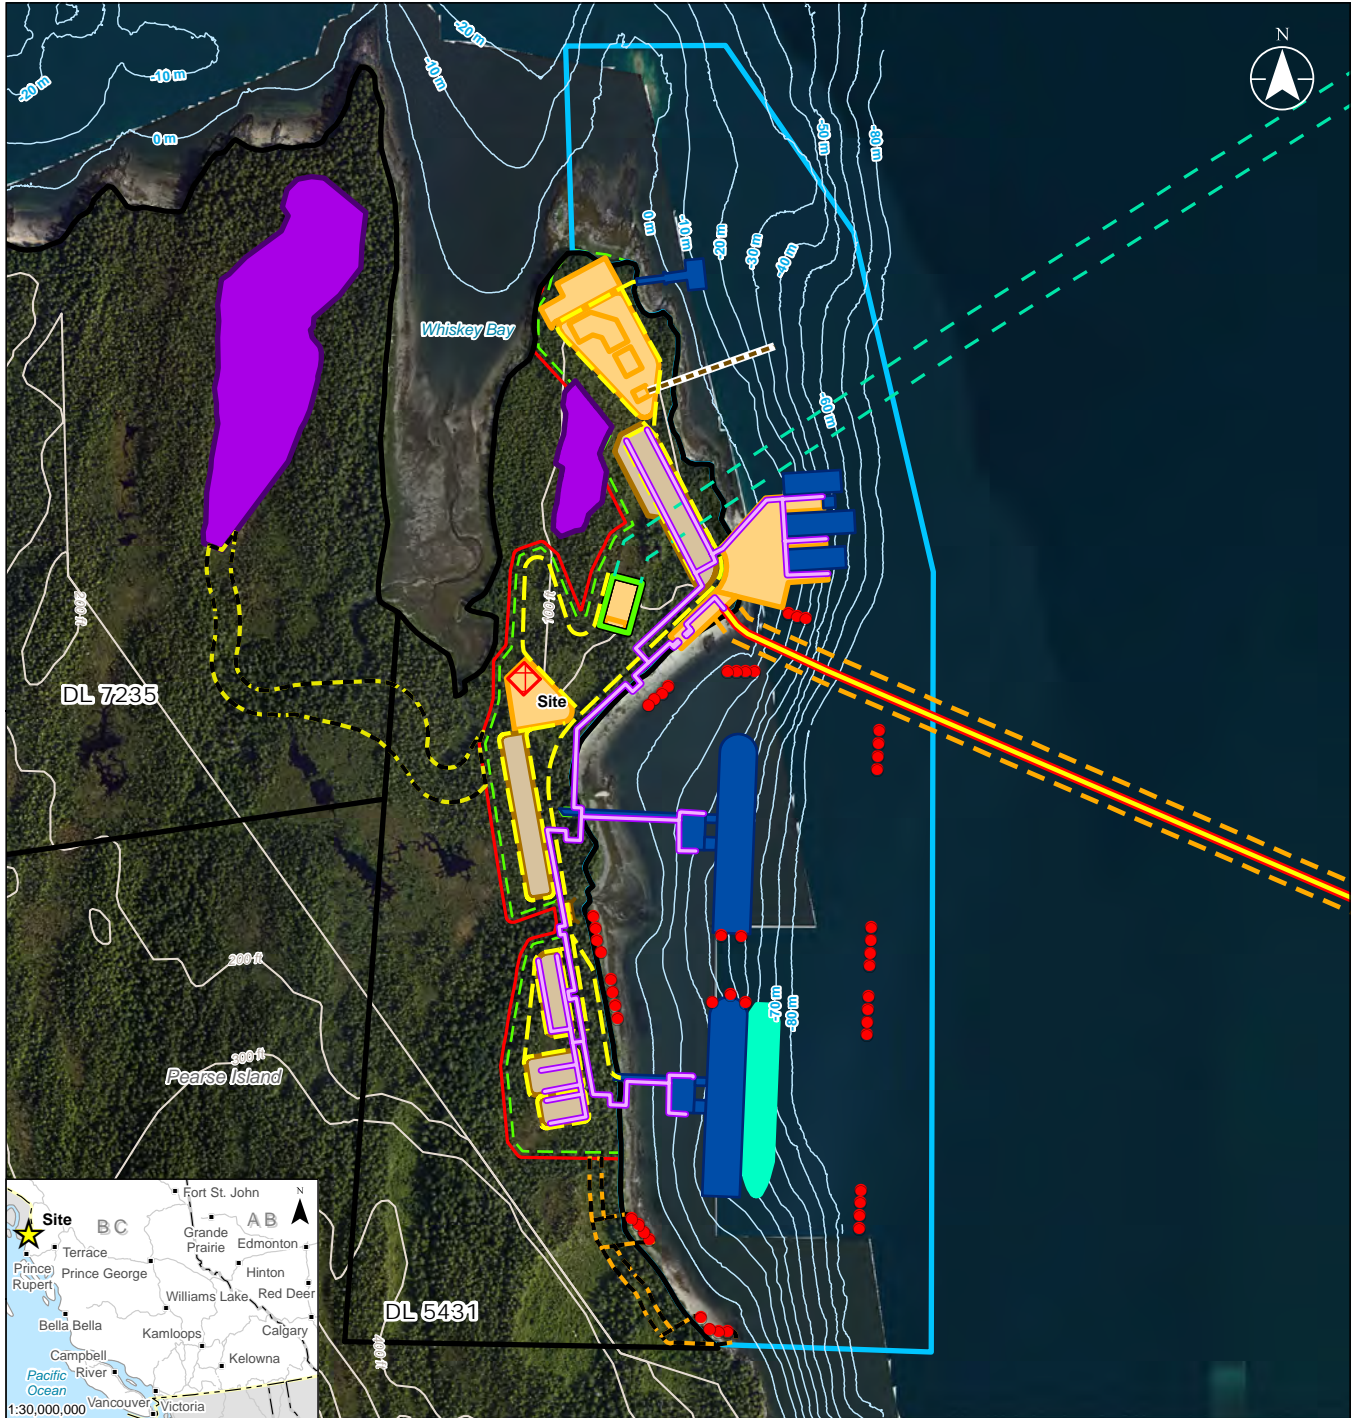 -20 m
-10 m
0 m
-20 m
-10 m
N
-50 m
-80 m
0 m
-10 m
-20 m
-30 m
-40 m
Whiskey Bay
-60 m
200 ft
100 ft
DL 7235
Site
200 ft
-70 m
-80 m
300 ft
Pearse Island
DL 5431
400 ft
N
Fort St. John
Site
BC
AB
Grande
Prairie
Edmonton
Terrace
Prince
Rupert
Prince George
Hinton
Williams Lake
Red Deer
Bella Bella
Kamloops
Calgary
Campbell
River
Kelowna
Pacific
Ocean
Vancouver
Victoria
1:30,000,000